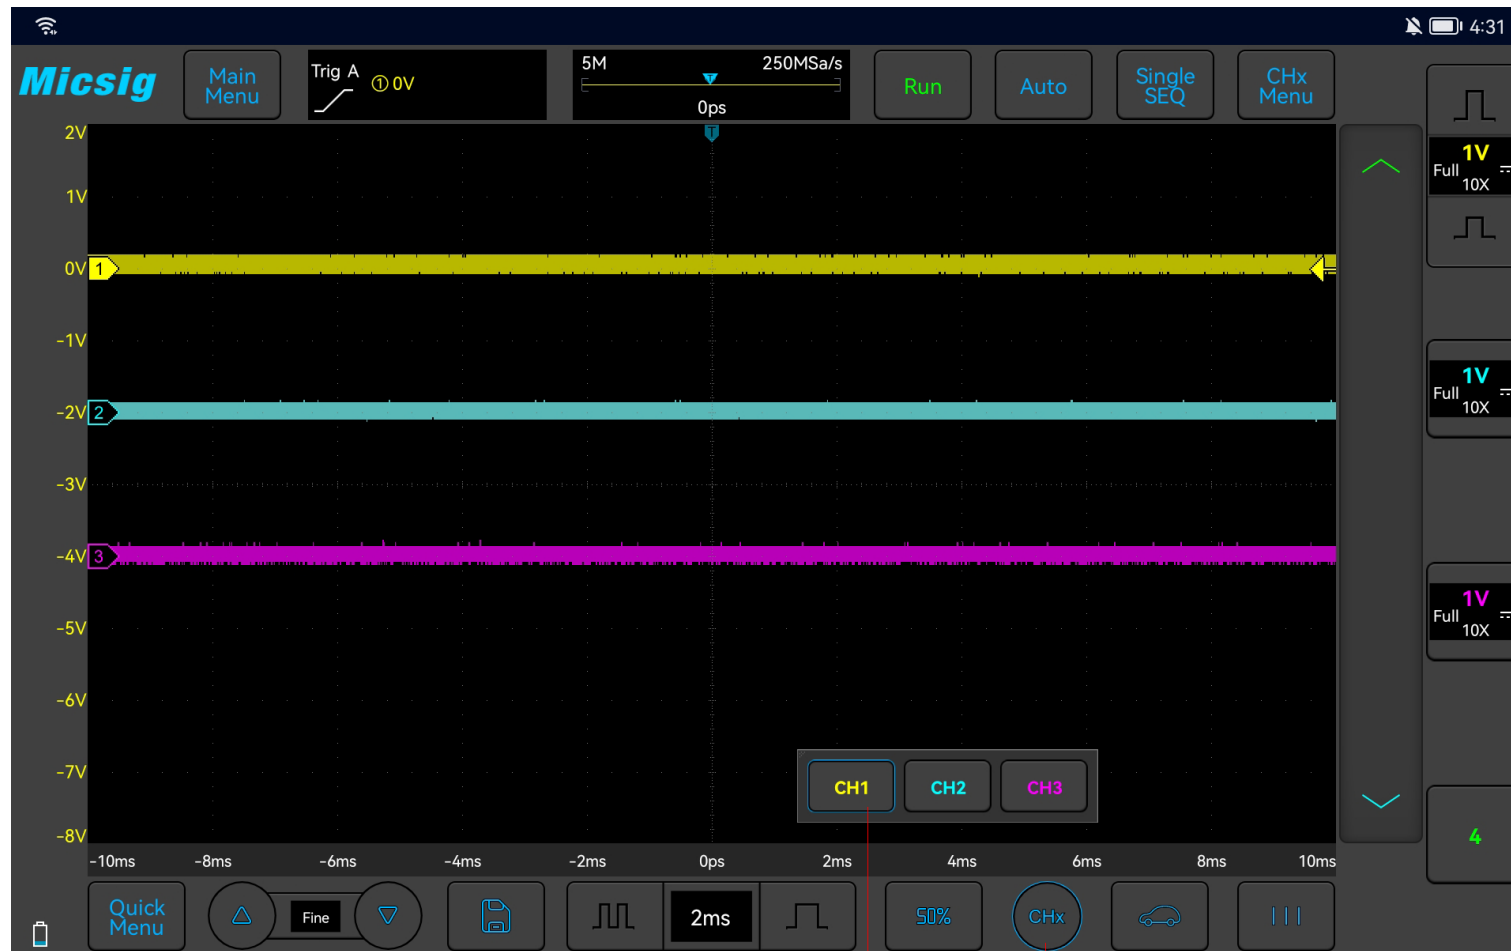 4:31
Micsig
Main
Menu
Trig A
① 0V
5M
250MSa/s
T
0ps
Run
Auto
Single
SEQ
CHx
Menu
T
2V
1V
0V
1
-1V
-2V
2
-3V
-4V
3
-5V
-6V
-7V
-8V
1V
Full
10X
1V
Full
10X
1V
Full
10X
4
CH1
CH2
CH3
-10ms
-8ms
-6ms
-4ms
-2ms
0ps
2ms
4ms
6ms
8ms
10ms
Quick
Menu
Fine
2ms
50%
CHx